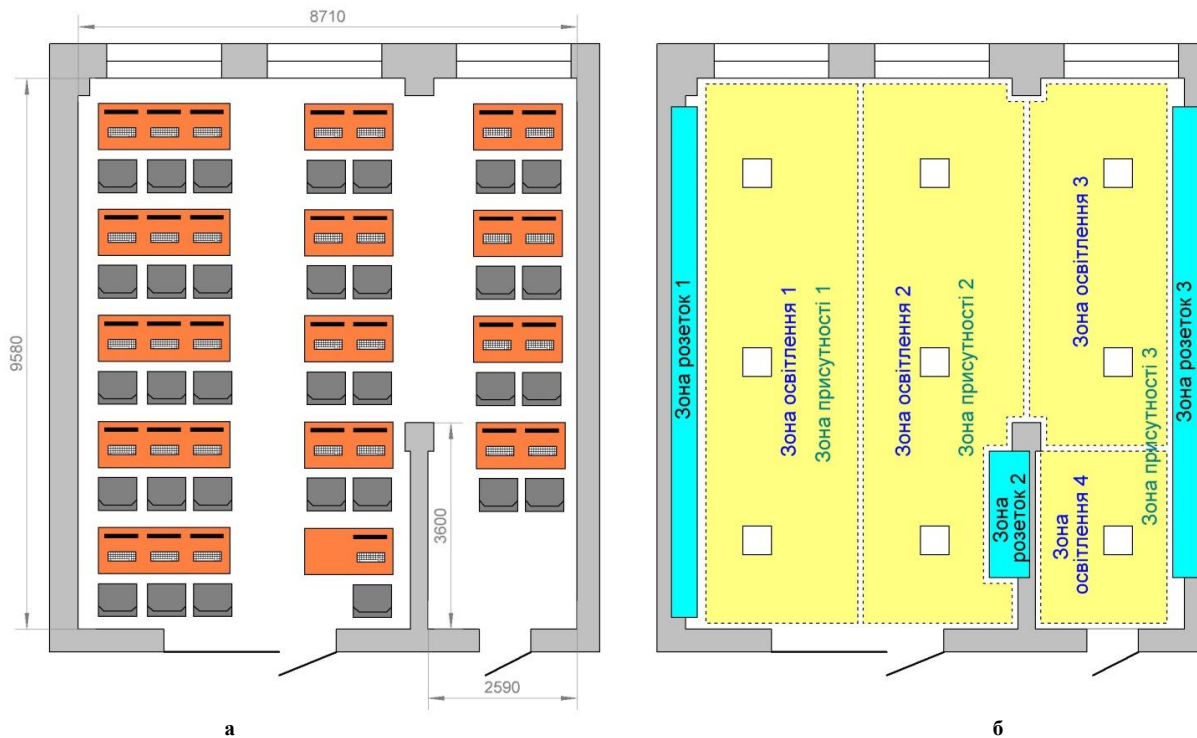 8710
9580
3600
2590
а
Зона розеток 1
Зона освітлення 1
Зона присутності 1
Зона освітлення 2
Зона присутності 2
Зона
розеток 2
Зона освітлення 3
Зона
освітлення 4
Зона присутності 3
Зона розеток 3
б